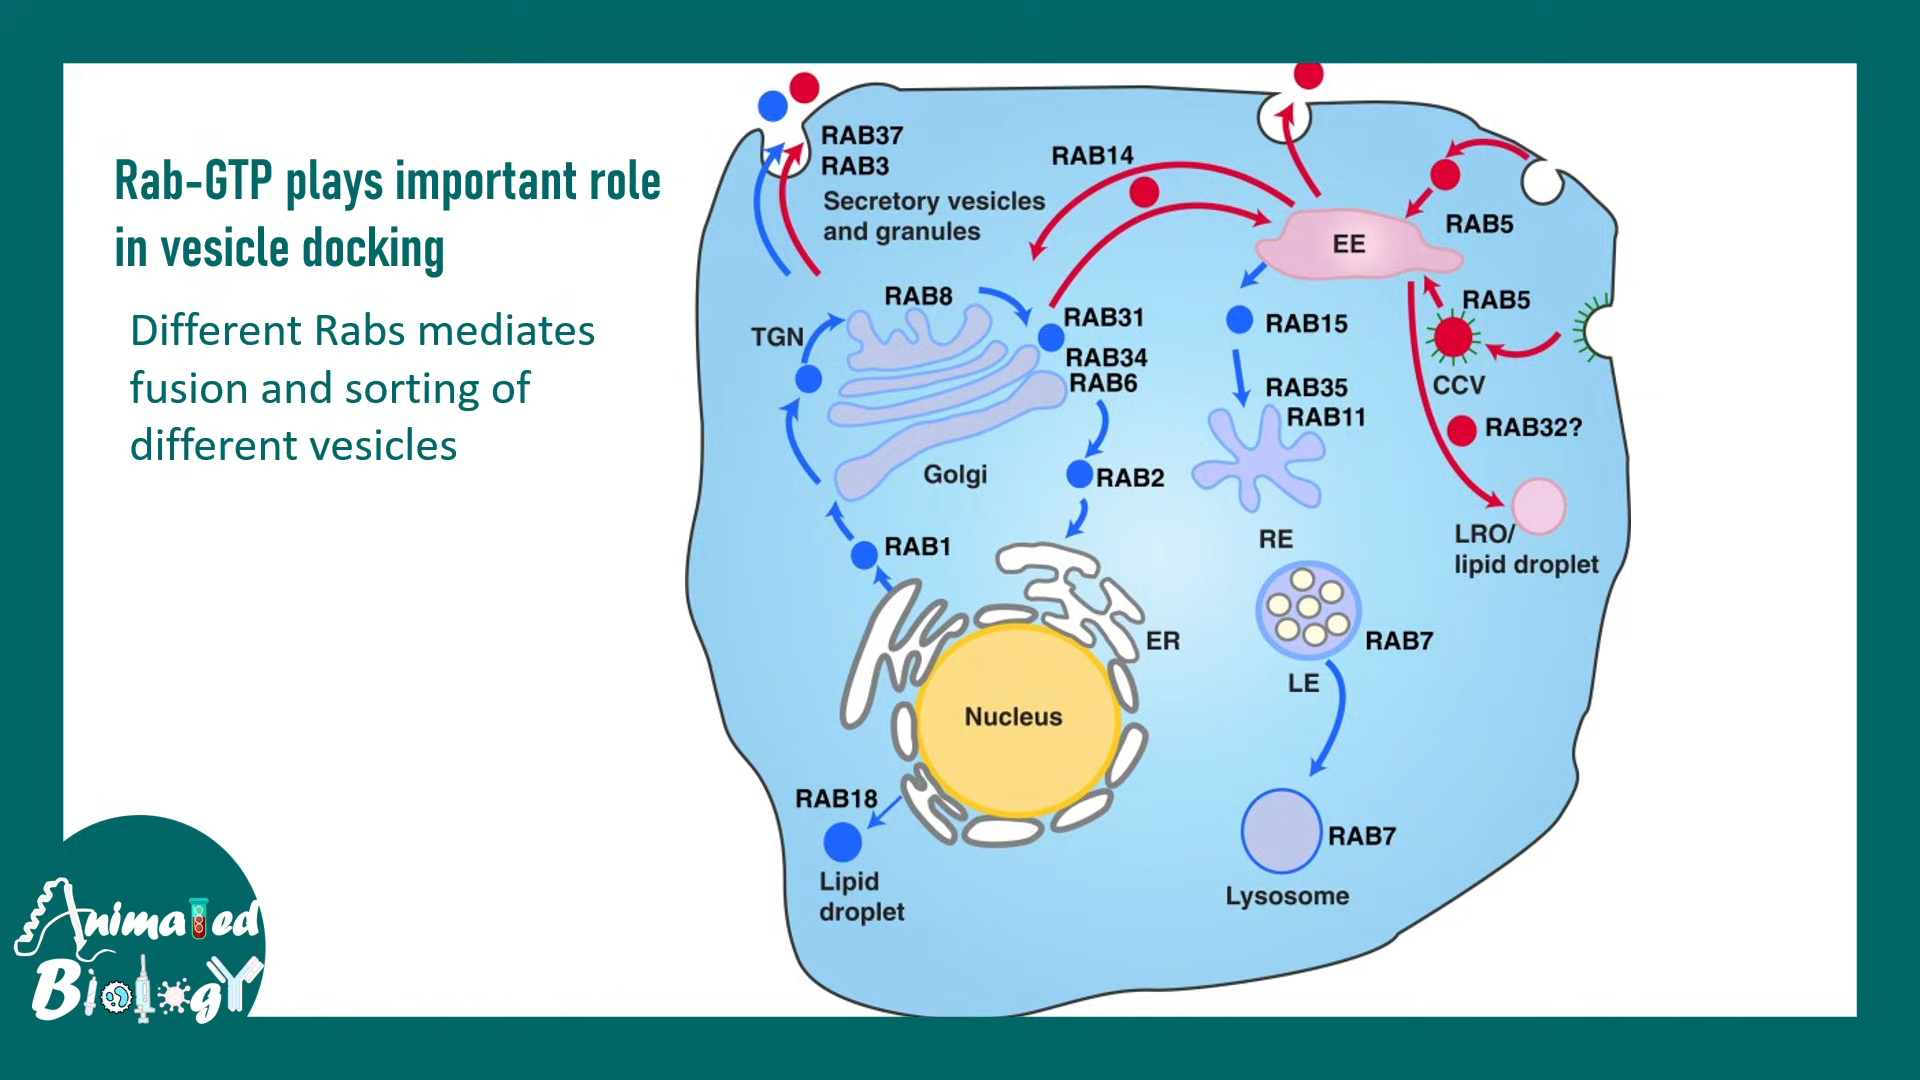 Rab-GTP plays important role
in vesicle docking
Different Rabs mediates
fusion and sorting of
different vesicles
RAB37
RAB3
Secretory vesicles
and granules
RAB14
RAB5
EE
RAB8
TGN
RAB31
RAB34
RAB6
RAB15
RAB5
CCV
RAB35
RAB11
RAB32?
Golgi
RAB2
RAB1
RE
LRO/
lipid droplet
ER
RAB7
LE
Nucleus
RAB18
Lipid
droplet
RAB7
Lysosome
Animated
Biology